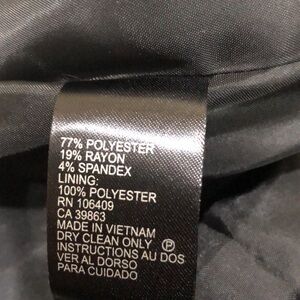 77% POLYESTER
19% RAYON
4% SPANDEX
LINING:
100% POLYESTER
RN 106409
CA 39863
MADE IN VIETNAM
DRY CLEAN ONLY Ⓟ
INSTRUCTIONS AU DOS
VER AL DORSO
PARA CUIDADO